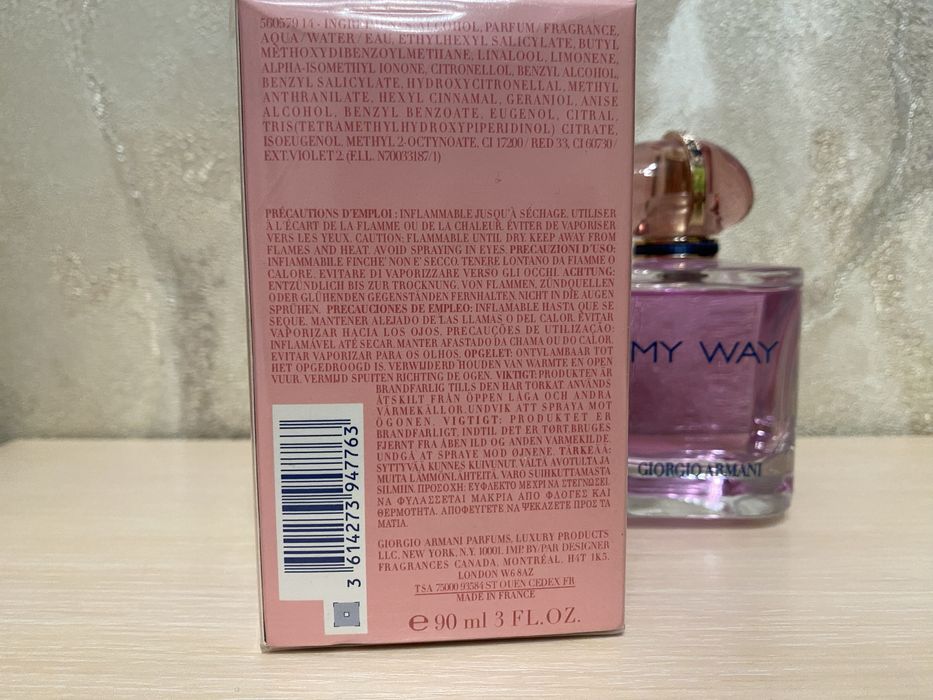 560579 14 - INGREDIENTS: ALCOHOL, PARFUM / FRAGRANCE,
AQUA / WATER / EAU, ETHYLHEXYL SALICYLATE, BUTYL
METHOXYDIBENZOYLMETHANE, LINALOOL, LIMONENE,
ALPHA-ISOMETHYL IONONE, CITRONELLOL, BENZYL ALCOHOL,
BENZYL SALICYLATE, HYDROXYCITRONELLAL, METHYL
ANTHRANILATE, HEXYL CINNAMAL, GERANIOL, ANISE
ALCOHOL, BENZYL BENZOATE, EUGENOL, CITRAL,
TRIS(TETRAMETHYLHYDROXYPIPERIDINOL) CITRATE,
ISOEUGENOL, METHYL 2-OCTYNOATE, CI 17200 / RED 33, CI 60730 /
EXT. VIOLET 2. (F.I.L. N70033187/1)
PRÉCAUTIONS D'EMPLOI : INFLAMMABLE JUSQU'À SÉCHAGE. UTILISER
À L'ÉCART DE LA FLAMME OU DE LA CHALEUR. ÉVITER DE VAPORISER
VERS LES YEUX. CAUTION: FLAMMABLE UNTIL DRY. KEEP AWAY FROM
FLAMES AND HEAT. AVOID SPRAYING IN EYES. PRECAUZIONI D'USO:
INFIAMMABILE FINCHE' NON E' SECCO. TENERE LONTANO DA FIAMME O
CALORE. EVITARE DI VAPORIZZARE VERSO GLI OCCHI. ACHTUNG:
ENTZÜNDLICH BIS ZUR TROCKNUNG. VON FLAMMEN, ZÜNDQUELLEN
ODER GLÜHENDEN GEGENSTÄNDEN FERNHALTEN. NICHT IN DIE AUGEN
SPRÜHEN. PRECAUCIONES DE EMPLEO: INFLAMABLE HASTA QUE SE
SEQUE. MANTENER ALEJADO DE LAS LLAMAS O DEL CALOR. EVITAR
VAPORIZAR HACIA LOS OJOS. PRECAUÇÕES DE UTILIZAÇÃO:
INFLAMÁVEL ATÉ SECAR. MANTER AFASTADO DA CHAMA OU DO CALOR.
EVITAR VAPORIZAR PARA OS OLHOS. OPGELET: ONTVLAMBAAR TOT
HET OPGEDROOGD IS. VERWIJDERD HOUDEN VAN WARMTE EN OPEN
VUUR. VERMIJD SPUITEN RICHTING DE OGEN. VIKTIGT: PRODUKTEN ÄR
BRANDFARLIG TILLS DEN HAR TORKAT. ANVÄNDS
ÅTSKILT FRÅN ÖPPEN LÅGA OCH ANDRA
VÄRMEKÄLLOR. UNDVIK ATT SPRAYA MOT
ÖGONEN. VIGTIGT: PRODUKTET ER
BRANDFARLIGT, INDTIL DET ER TØRT. BRUGES
FJERNT FRA ÅBEN ILD OG ANDEN VARMEKILDE.
UNDGÅ AT SPRAYE MOD ØJNENE. TÄRKEÄÄ:
SYTTYVÄÄ KUNNES KUIVUNUT. VÄLTÄ AVOTULTA JA
MUITA LÄMMÖNLÄHTEITÄ. VARO SUIHKUTTAMASTA
SILMIIN. ΠΡΟΣΟΧΗ: ΕΥΦΛΕΚΤΟ ΜΕΧΡΙ ΝΑ ΣΤΕΓΝΩΣΕΙ.
ΝΑ ΦΥΛΑΣΣΕΤΑΙ ΜΑΚΡΙΑ ΑΠΟ ΦΛΟΓΕΣ ΚΑΙ
ΘΕΡΜΟΤΗΤΑ. ΑΠΟΦΕΥΓΕΤΕ ΝΑ ΨΕΚΑΖΕΤΕ ΠΡΟΣ ΤΑ
ΜΑΤΙΑ.
GIORGIO ARMANI PARFUMS, LUXURY PRODUCTS
LLC, NEW YORK, N.Y. 10001. IMP BY/PAR DESIGNER
FRAGRANCES CANADA, MONTRÉAL, H4T 1K5.
LONDON W6 8AZ
TSA 75000 93584 ST OUEN CEDEX FR
MADE IN FRANCE
3 614273 947763
e 90 ml 3 FL.OZ.
MY WAY
GIORGIO ARMANI